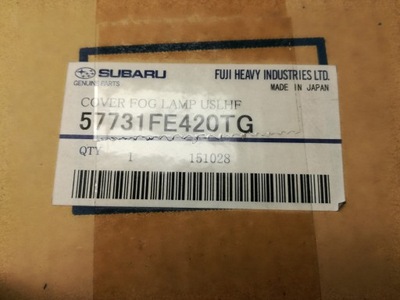 SUBARU FUJI HEAVY INDUSTRIES LTD.
GENUINE PARTS MADE IN JAPAN
COVER FOG LAMP USLHF
57731FE420TG
QTY 1 151028